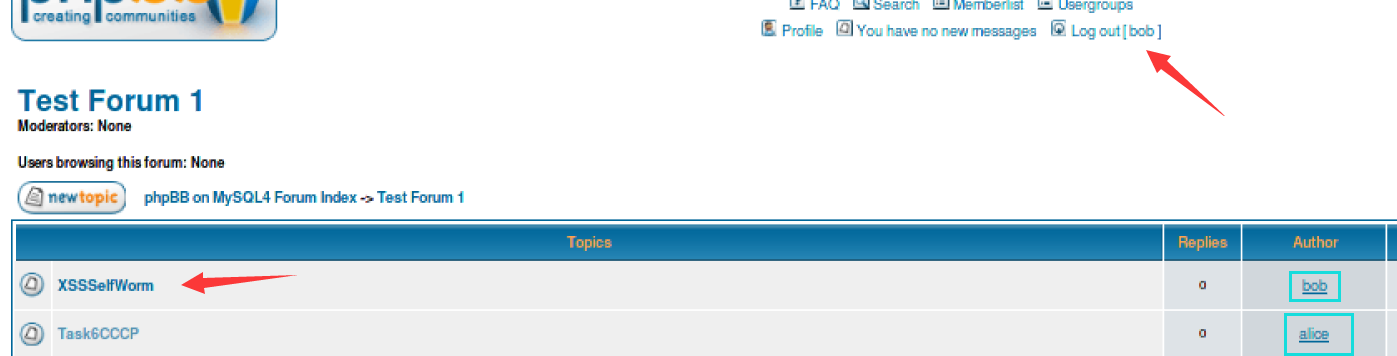 creating communities
FAQ Search Memberlist Usergroups
Profile You have no new messages Log out [ bob ]
Test Forum 1
Moderators: None
Users browsing this forum: None
newtopic phpBB on MySQL4 Forum Index -> Test Forum 1
Topics Replies Author
XSSSelfWorm 0 bob
Task6CCCP 0 alice